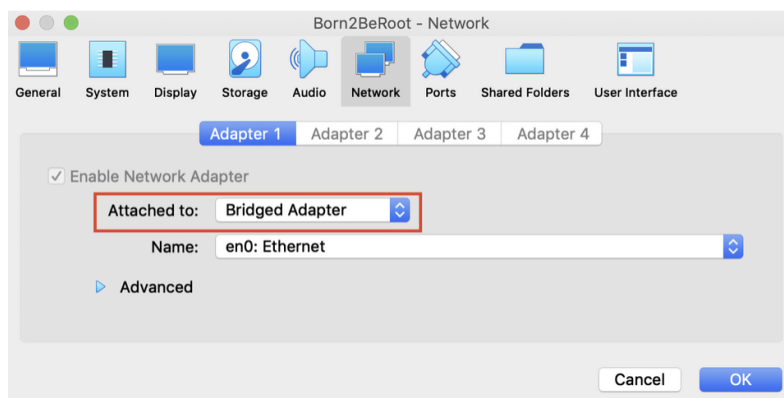 Born2BeRoot - Network
General System Display Storage Audio Network Ports Shared Folders User Interface
Adapter 1 Adapter 2 Adapter 3 Adapter 4
Enable Network Adapter
Attached to: Bridged Adapter
Name: en0: Ethernet
Advanced
Cancel OK